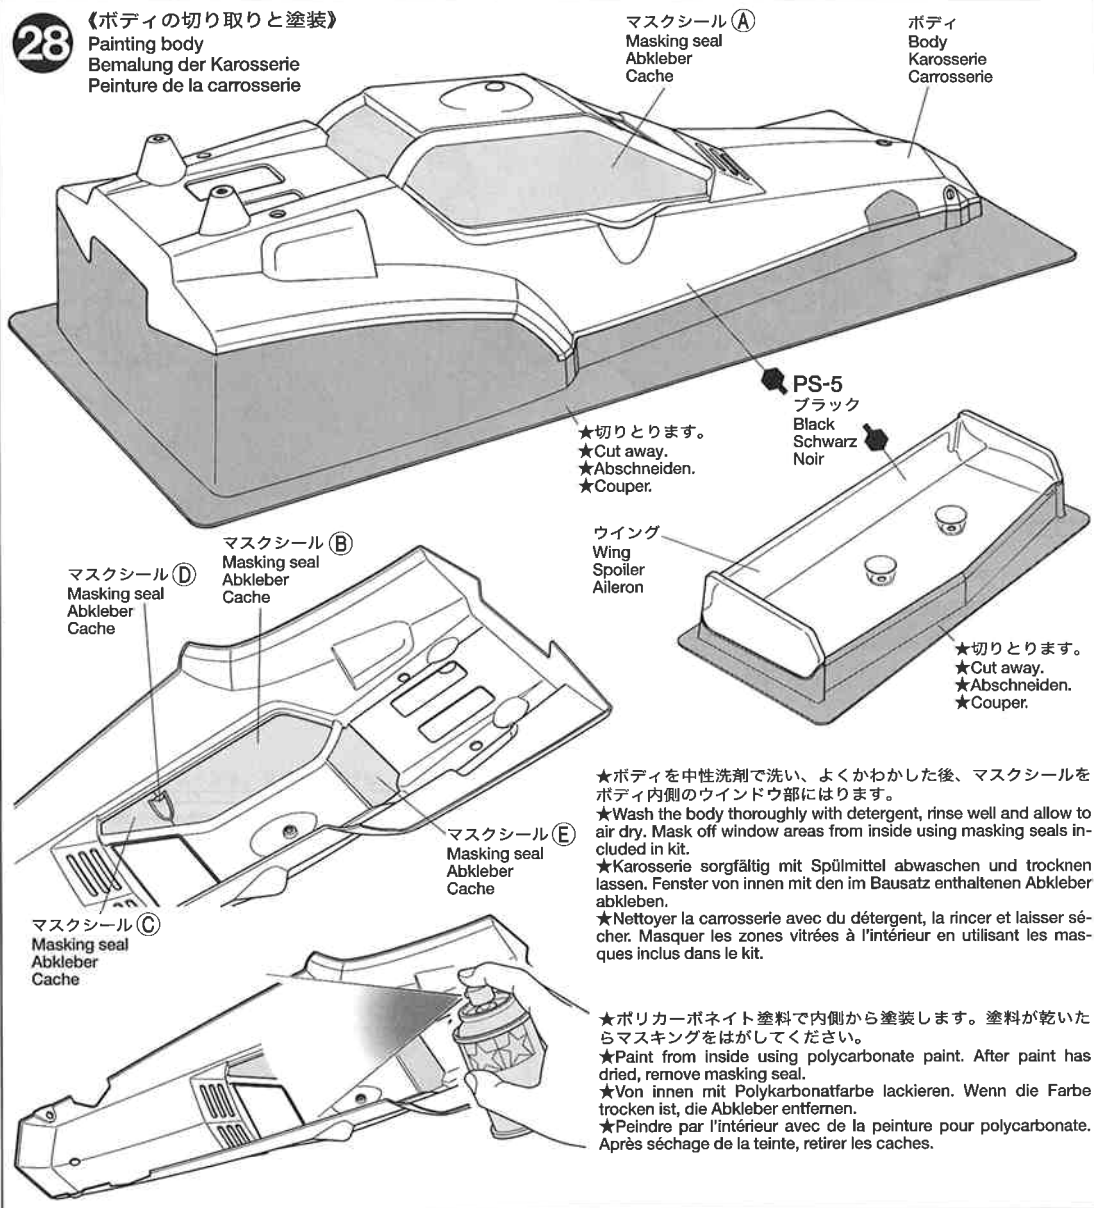 28
《ボディの切り取りと塗装》
Painting body
Bemalung der Karosserie
Peinture de la carrosserie
マスクシール Ⓐ
Masking seal
Abkleber
Cache
ボディ
Body
Karosserie
Carrosserie
PS-5
ブラック
Black
Schwarz
Noir
★切りとります。
★Cut away.
★Abschneiden.
★Couper.
ウイング
Wing
Spoiler
Aileron
★切りとります。
★Cut away.
★Abschneiden.
★Couper.
マスクシール Ⓑ
Masking seal
Abkleber
Cache
マスクシール Ⓓ
Masking seal
Abkleber
Cache
マスクシール Ⓔ
Masking seal
Abkleber
Cache
マスクシール Ⓒ
Masking seal
Abkleber
Cache
★ボディを中性洗剤で洗い、よくかわかした後、マスクシールを
ボディ内側のウインドウ部にはります。
★Wash the body thoroughly with detergent, rinse well and allow to
air dry. Mask off window areas from inside using masking seals in-
cluded in kit.
★Karosserie sorgfältig mit Spülmittel abwaschen und trocknen
lassen. Fenster von innen mit den im Bausatz enthaltenen Abkleber
abkleben.
★Nettoyer la carrosserie avec du détergent, la rincer et laisser sé-
cher. Masquer les zones vitrées à l'intérieur en utilisant les mas-
ques inclus dans le kit.
★ポリカーボネイト塗料で内側から塗装します。塗料が乾いた
らマスキングをはがしてください。
★Paint from inside using polycarbonate paint. After paint has
dried, remove masking seal.
★Von innen mit Polykarbonatfarbe lackieren. Wenn die Farbe
trocken ist, die Abkleber entfernen.
★Peindre par l'intérieur avec de la peinture pour polycarbonate.
Après séchage de la teinte, retirer les caches.